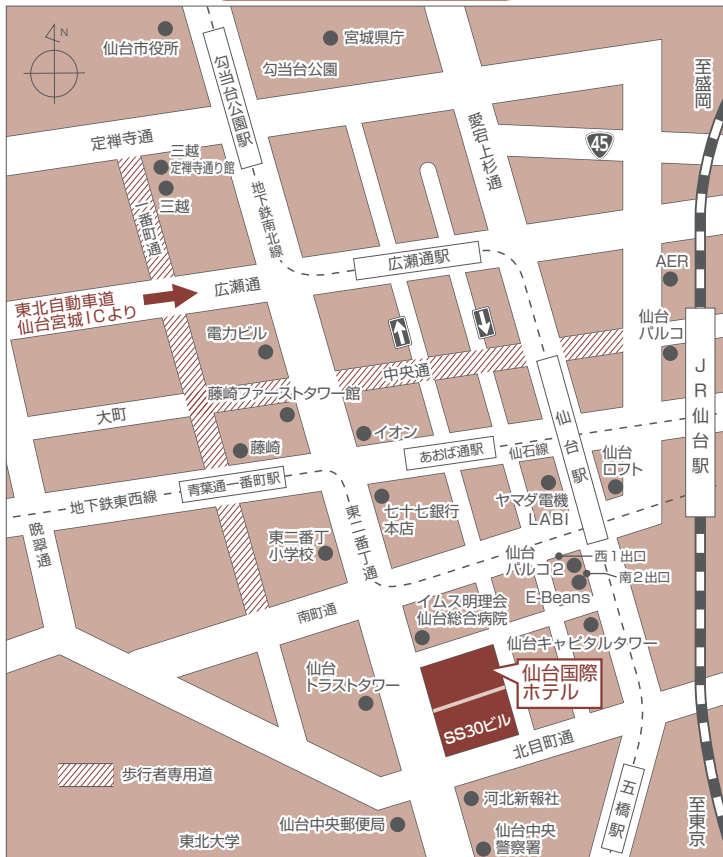 N
仙台市役所
宮城県庁
勾当台公園
勾当台公園駅
至盛岡
定禅寺通
愛宕上杉通
45
三越
定禅寺通り館
三越
一番町通
地下鉄南北線
広瀬通駅
広瀬通
AER
東北自動車道
仙台宮城ICより
仙台
パルコ
電力ビル
中央通
JR仙台駅
藤崎ファーストタワー館
大町
イオン
仙台駅
藤崎
あおば通駅
仙石線
仙台
ロフト
青葉通一番町駅
地下鉄東西線
ヤマダ電機
LABI
七十七銀行
本店
晩翠通
東二番丁通
東二番丁
小学校
仙台
パルコ2
西1出口
南2出口
E-Beans
南町通
イムス明理会
仙台総合病院
仙台キャピタルタワー
仙台
トラストタワー
仙台国際
ホテル
SS30ビル
北目町通
歩行者専用道
五橋駅
河北新報社
至東京
仙台中央郵便局
東北大学
仙台中央
警察署